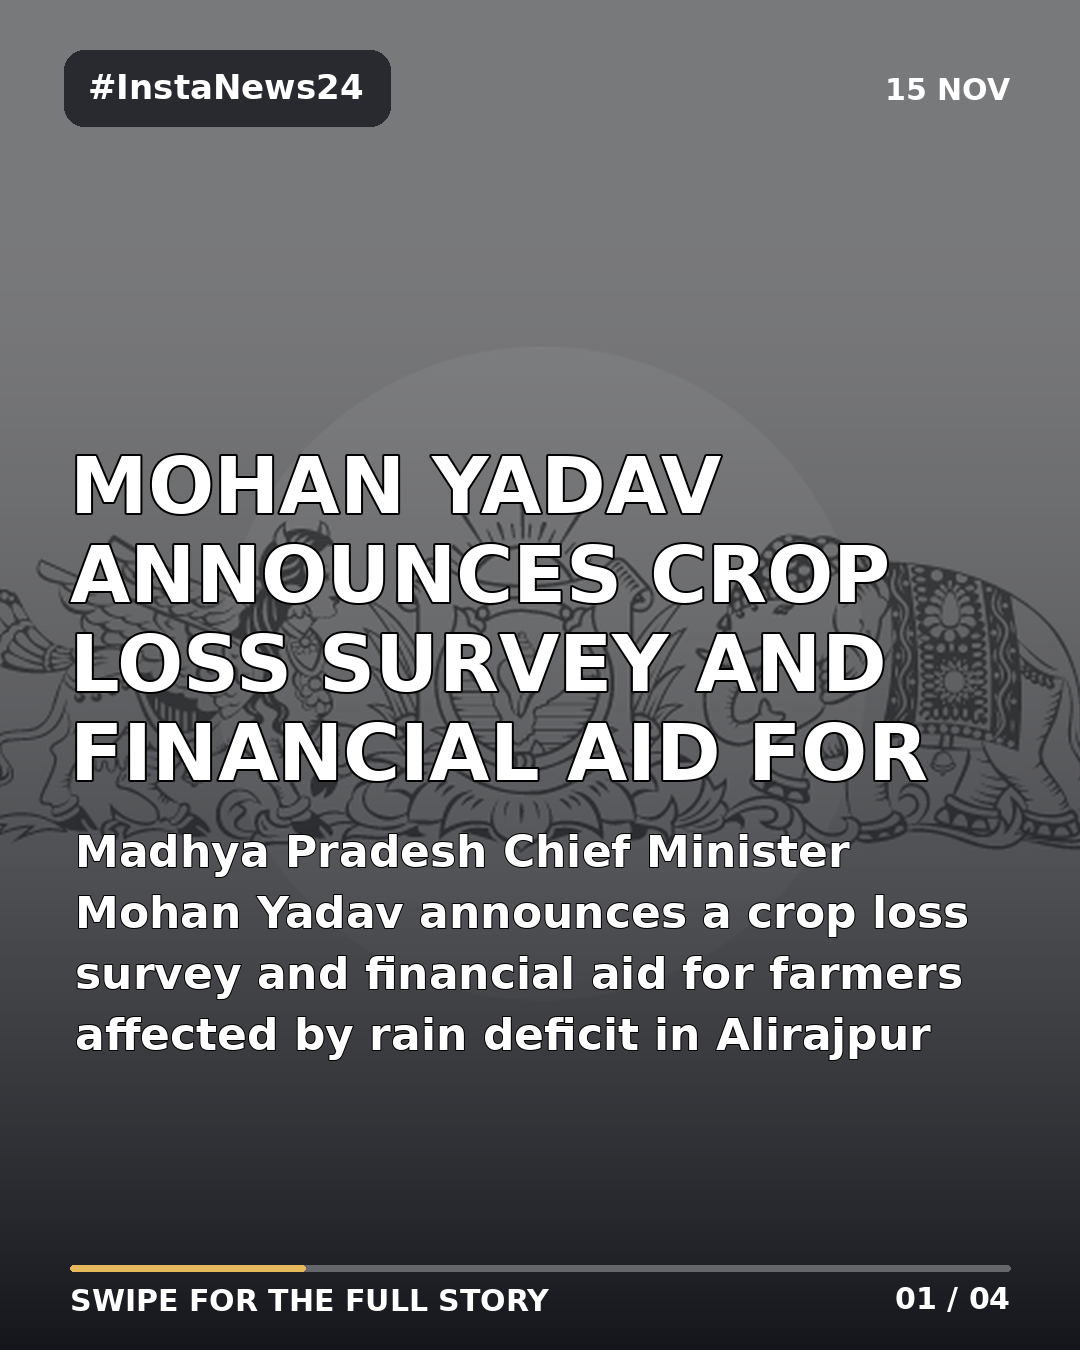 #InstaNews24
15 NOV
MOHAN YADAV
ANNOUNCES CROP
LOSS SURVEY AND
FINANCIAL AID FOR
Madhya Pradesh Chief Minister
Mohan Yadav announces a crop loss
survey and financial aid for farmers
affected by rain deficit in Alirajpur
SWIPE FOR THE FULL STORY
01 / 04